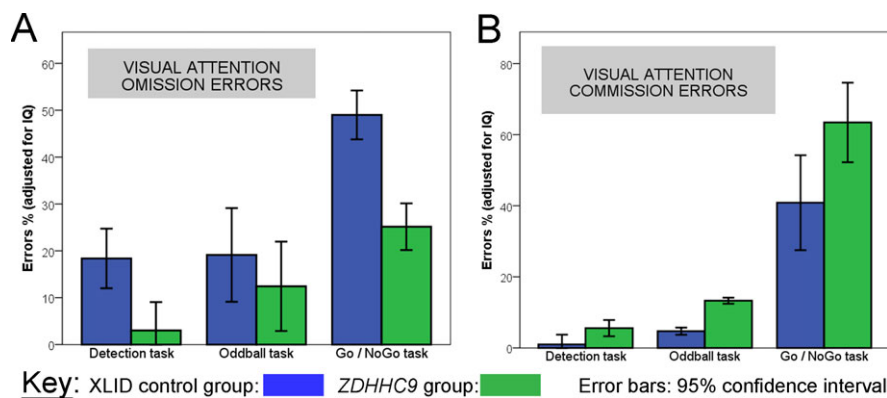 A
VISUAL ATTENTION
OMISSION ERRORS
Errors % (adjusted for IQ)
60
50
40
30
20
10
0
Detection task Oddball task Go / NoGo task
B
VISUAL ATTENTION
COMMISSION ERRORS
Errors % (adjusted for IQ)
80
60
40
20
0
Detection task Oddball task Go / NoGo task
Key: XLID control group: ZDHHC9 group: Error bars: 95% confidence interval